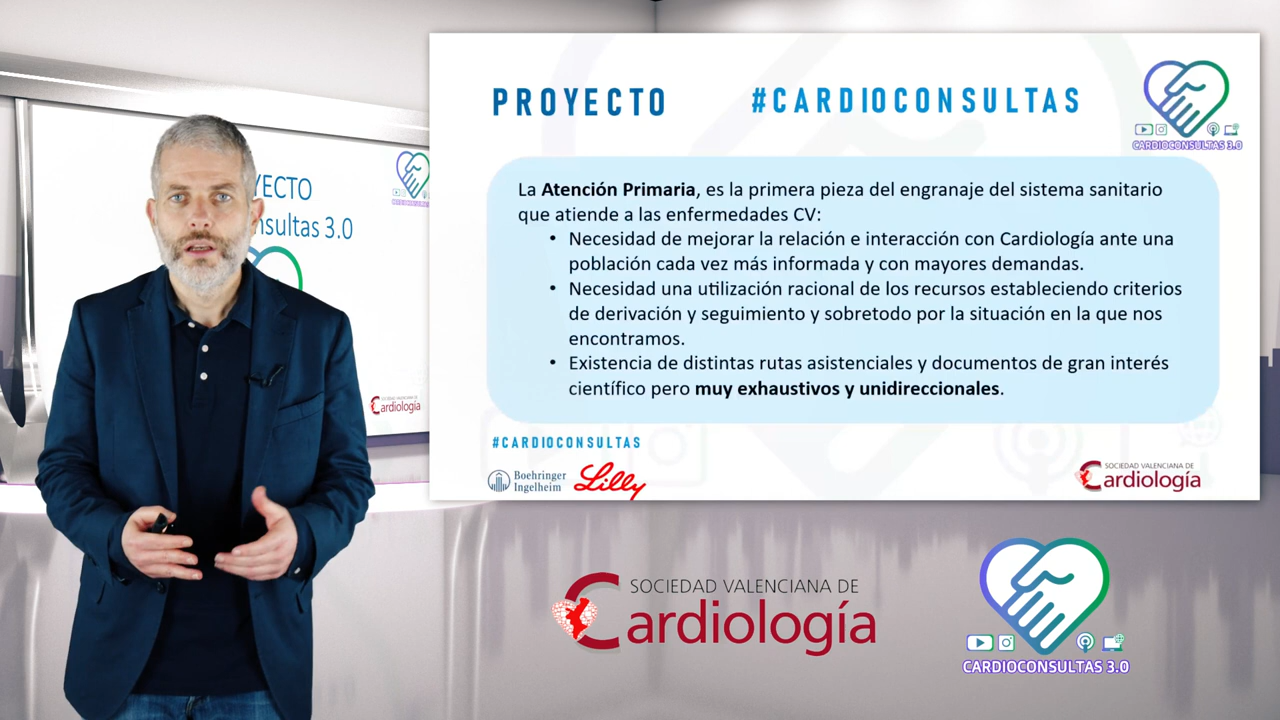 PROYECTO #CARDIOCONSULTAS
CARDIOCONSULTAS 3.0
La Atención Primaria, es la primera pieza del engranaje del sistema sanitario
que atiende a las enfermedades CV:
• Necesidad de mejorar la relación e interacción con Cardiología ante una
población cada vez más informada y con mayores demandas.
• Necesidad una utilización racional de los recursos estableciendo criterios
de derivación y seguimiento y sobretodo por la situación en la que nos
encontramos.
• Existencia de distintas rutas asistenciales y documentos de gran interés
científico pero muy exhaustivos y unidireccionales.
#CARDIOCONSULTAS
Boehringer
Ingelheim
Lilly
SOCIEDAD VALENCIANA DE
Cardiología
YECTO
nsultas 3.0
Cardiología
SOCIEDAD VALENCIANA DE
Cardiología
CARDIOCONSULTAS 3.0